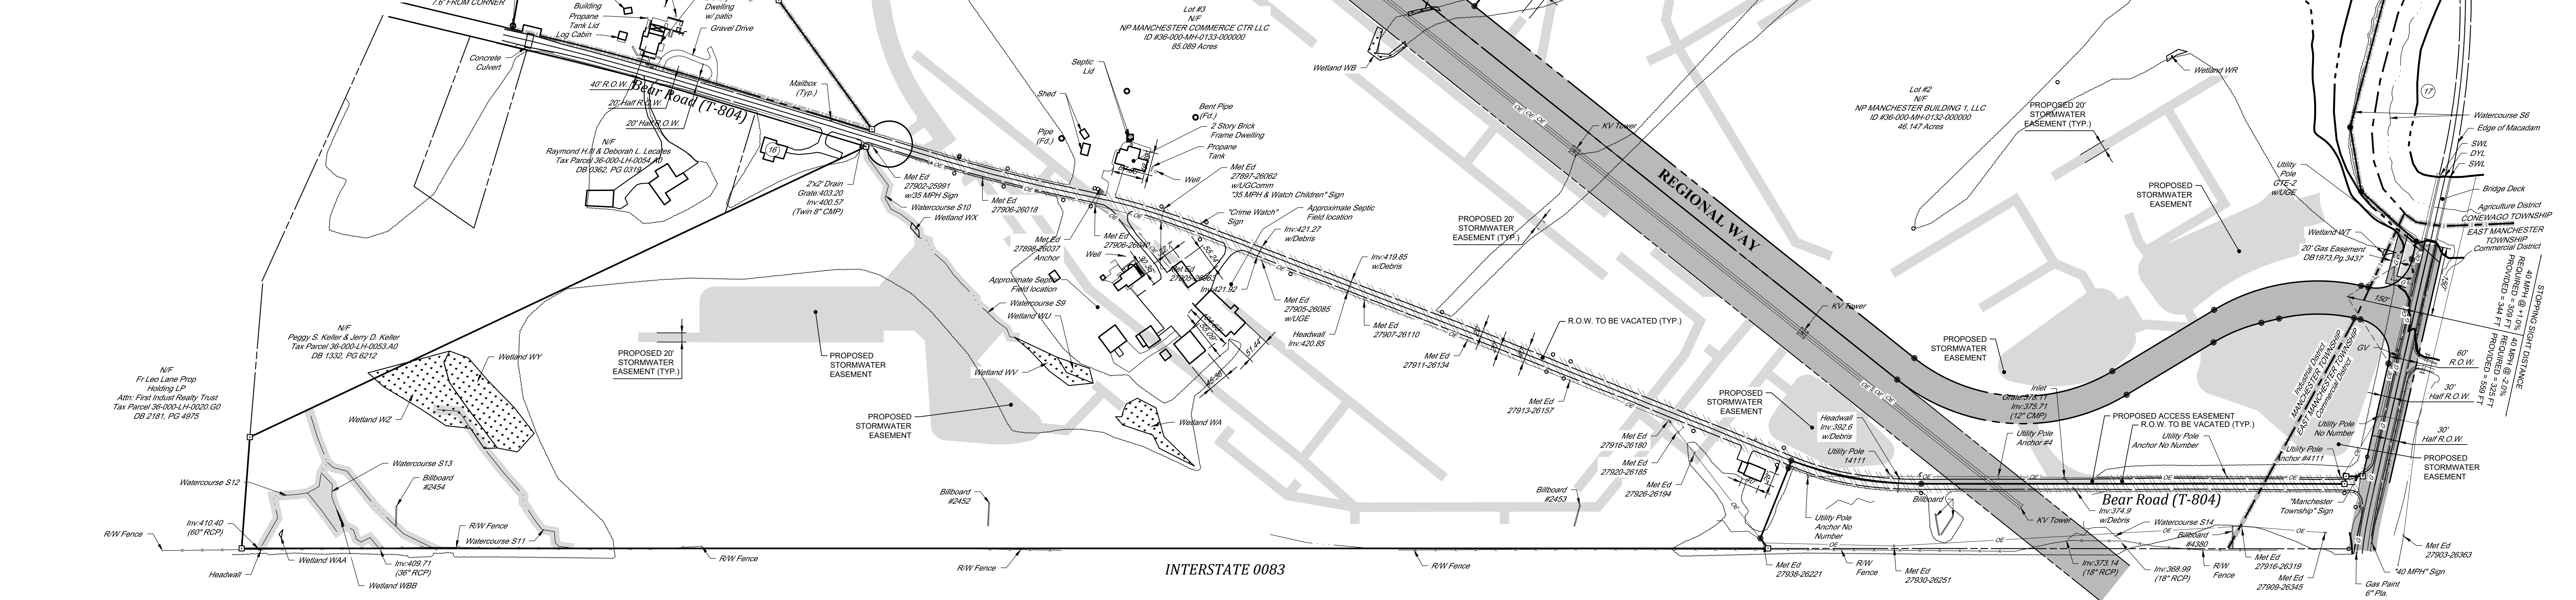 7.6' FROM CORNER
Building
Propane
Tank Lid
Log Cabin
Dwelling
w/ patio
Gravel Drive
Concrete
Culvert
40' R.O.W.
20' Half R.O.W.
20' Half R.O.W.
Bear Road (T-804)
Mailbox
(Typ.)
N/F
Raymond H.III & Deborah L. Lecates
Tax Parcel 36-000-LH-0054.A0
DB 0362, PG 0319
16
2'x2' Drain
Grate:403.20
Inv:400.57
(Twin 8" CMP)
Met Ed
27902-25991
w/35 MPH Sign
Watercourse S10
Wetland WX
Met Ed
27906-26018
Lot #3
N/F
NP MANCHESTER COMMERCE CTR LLC
ID #36-000-MH-0133-000000
85.089 Acres
Septic
Lid
Shed
Pipe
(Fd.)
Bent Pipe
(Fd.)
2 Story Brick
Frame Dwelling
Propane
Tank
Well
Met Ed
27897-26062
w/UGComm
"35 MPH & Watch Children" Sign
"Crime Watch"
Sign
Approximate Septic
Field location
Inv:421.27
w/Debris
Met Ed
27898-26037
Anchor
Met Ed
27906-26040
Well
Met Ed
27905-26063
Inv:421.92
55.24
Approximate Septic
Field location
Watercourse S9
Wetland WU
Wetland WV
Wetland WA
51.44
Met Ed
27905-26085
w/UGE
Headwall
Inv:420.85
Inv:419.85
w/Debris
Met Ed
27907-26110
Met Ed
27911-26134
Met Ed
27913-26157
R.O.W. TO BE VACATED (TYP.)
Wetland WB
OE
KV Tower
REGIONAL WAY
KV Tower
PROPOSED 20'
STORMWATER
EASEMENT (TYP.)
Lot #2
N/F
NP MANCHESTER BUILDING 1, LLC
ID #36-000-MH-0132-000000
46.147 Acres
PROPOSED 20'
STORMWATER
EASEMENT (TYP.)
Wetland WR
PROPOSED
STORMWATER
EASEMENT
Utility
Pole
GTE-2
w/UGE
17
Watercourse S6
Edge of Macadam
SWL
DYL
SWL
Bridge Deck
Agriculture District
CONEWAGO TOWNSHIP
EAST MANCHESTER
TOWNSHIP
Commercial District
Wetland WT
20' Gas Easement
DB1973,Pg.3437
150'
150'
STOPPING SIGHT DISTANCE
40 MPH @ +1.0%
REQUIRED = 309 FT
PROVIDED = 344 FT
40 MPH @ -2.0%
REQUIRED = 325 FT
PROVIDED = 559 FT
GV
Industrial District
MANCHESTER TOWNSHIP
EAST MANCHESTER TOWNSHIP
Commercial District
60'
R.O.W.
30'
Half R.O.W.
30'
Half R.O.W.
PROPOSED
STORMWATER
EASEMENT
PROPOSED
STORMWATER
EASEMENT
PROPOSED
STORMWATER
EASEMENT
Inlet
Grate:378.11
Inv:375.71
(12" CMP)
PROPOSED ACCESS EASEMENT
R.O.W. TO BE VACATED (TYP.)
Utility Pole
No Number
Utility Pole
Anchor #4111
Utility Pole
Anchor
Utility Pole
Anchor #4
Headwall
Inv:392.6
w/Debris
Utility Pole
14111
Met Ed
27916-26180
Met Ed
27920-26185
Met Ed
27926-26194
Billboard
Bear Road (T-804)
"Manchester
Township" Sign
Inv:374.9
w/Debris
KV Tower
Watercourse S14
Billboard
#4380
Utility Pole
Anchor No
Number
Met Ed
27938-26221
R/W
Fence
Met Ed
27930-26251
Inv:373.14
(18" RCP)
Inv:368.99
(18" RCP)
R/W
Fence
Met Ed
27916-26319
Met Ed
27909-26345
Gas Paint
6" Pla.
"40 MPH" Sign
Met Ed
27903-26363
N/F
Peggy S. Keller & Jerry D. Keller
Tax Parcel 36-000-LH-0053.A0
DB 1332, PG 6212
N/F
Fr Leo Lane Prop
Holding LP
Attn: First Indust Realty Trust
Tax Parcel 36-000-LH-0020.G0
DB 2181, PG 4975
PROPOSED 20'
STORMWATER
EASEMENT (TYP.)
PROPOSED
STORMWATER
EASEMENT
PROPOSED
STORMWATER
EASEMENT
Wetland WY
Wetland WZ
Watercourse S13
Watercourse S12
Billboard
#2454
Billboard
#2452
Billboard
#2453
Inv:410.40
(60" RCP)
R/W Fence
R/W Fence
Watercourse S11
R/W Fence
R/W Fence
R/W Fence
Headwall
Wetland WAA
Inv:409.71
(36" RCP)
Wetland WBB
INTERSTATE 0083